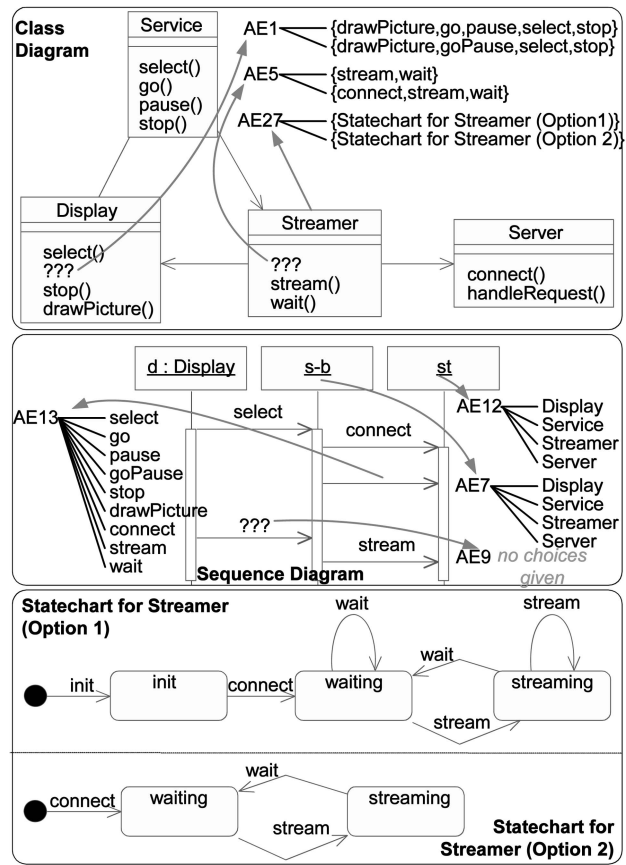 Class
Diagram
Service
select()
go()
pause()
stop()
AE1
{drawPicture,go,pause,select,stop}
{drawPicture,goPause,select,stop}
AE5
{stream,wait}
{connect,stream,wait}
AE27
{Statechart for Streamer (Option1)}
{Statechart for Streamer (Option 2)}
Display
select()
???
stop()
drawPicture()
Streamer
???
stream()
wait()
Server
connect()
handleRequest()
d : Display
s-b
st
AE13
select
go
pause
goPause
stop
drawPicture
connect
stream
wait
select
connect
???
stream
AE12
Display
Service
Streamer
Server
AE7
Display
Service
Streamer
Server
AE9 no choices
given
Sequence Diagram
Statechart for Streamer
(Option 1)
init
init
connect
wait
waiting
wait
stream
stream
streaming
connect
waiting
wait
stream
streaming
Statechart for
Streamer (Option 2)